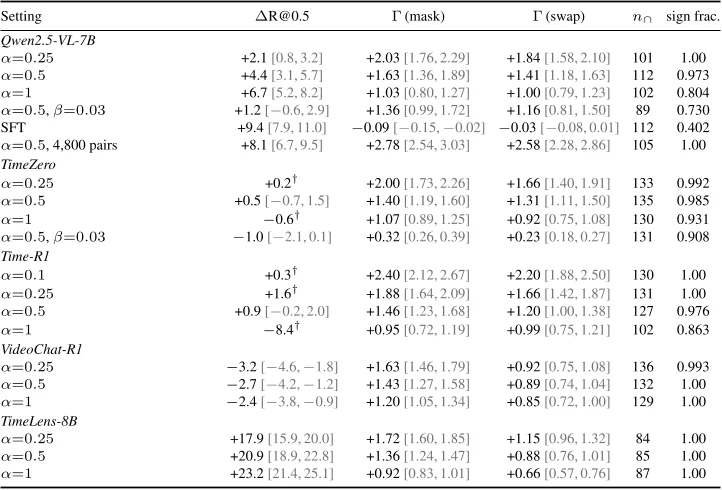 Setting ΔR@0.5 Γ (mask) Γ (swap) n∩ sign frac.
Qwen2.5-VL-7B
α=0.25 +2.1 [0.8, 3.2] +2.03 [1.76, 2.29] +1.84 [1.58, 2.10] 101 1.00
α=0.5 +4.4 [3.1, 5.7] +1.63 [1.36, 1.89] +1.41 [1.18, 1.63] 112 0.973
α=1 +6.7 [5.2, 8.2] +1.03 [0.80, 1.27] +1.00 [0.79, 1.23] 102 0.804
α=0.5, β=0.03 +1.2 [−0.6, 2.9] +1.36 [0.99, 1.72] +1.16 [0.81, 1.50] 89 0.730
SFT +9.4 [7.9, 11.0] −0.09 [−0.15, −0.02] −0.03 [−0.08, 0.01] 112 0.402
α=0.5, 4,800 pairs +8.1 [6.7, 9.5] +2.78 [2.54, 3.03] +2.58 [2.28, 2.86] 105 1.00
TimeZero
α=0.25 +0.2† +2.00 [1.73, 2.26] +1.66 [1.40, 1.91] 133 0.992
α=0.5 +0.5 [−0.7, 1.5] +1.40 [1.19, 1.60] +1.31 [1.11, 1.50] 135 0.985
α=1 −0.6† +1.07 [0.89, 1.25] +0.92 [0.75, 1.08] 130 0.931
α=0.5, β=0.03 −1.0 [−2.1, 0.1] +0.32 [0.26, 0.39] +0.23 [0.18, 0.27] 131 0.908
Time-R1
α=0.1 +0.3† +2.40 [2.12, 2.67] +2.20 [1.88, 2.50] 130 1.00
α=0.25 +1.6† +1.88 [1.64, 2.09] +1.66 [1.42, 1.87] 131 1.00
α=0.5 +0.9 [−0.2, 2.0] +1.46 [1.23, 1.68] +1.20 [1.00, 1.38] 127 0.976
α=1 −8.4† +0.95 [0.72, 1.19] +0.99 [0.75, 1.21] 102 0.863
VideoChat-R1
α=0.25 −3.2 [−4.6, −1.8] +1.63 [1.46, 1.79] +0.92 [0.75, 1.08] 136 0.993
α=0.5 −2.7 [−4.2, −1.2] +1.43 [1.27, 1.58] +0.89 [0.74, 1.04] 132 1.00
α=1 −2.4 [−3.8, −0.9] +1.20 [1.05, 1.34] +0.85 [0.72, 1.00] 129 1.00
TimeLens-8B
α=0.25 +17.9 [15.9, 20.0] +1.72 [1.60, 1.85] +1.15 [0.96, 1.32] 84 1.00
α=0.5 +20.9 [18.9, 22.8] +1.36 [1.24, 1.47] +0.88 [0.76, 1.01] 85 1.00
α=1 +23.2 [21.4, 25.1] +0.92 [0.83, 1.01] +0.66 [0.57, 0.76] 87 1.00